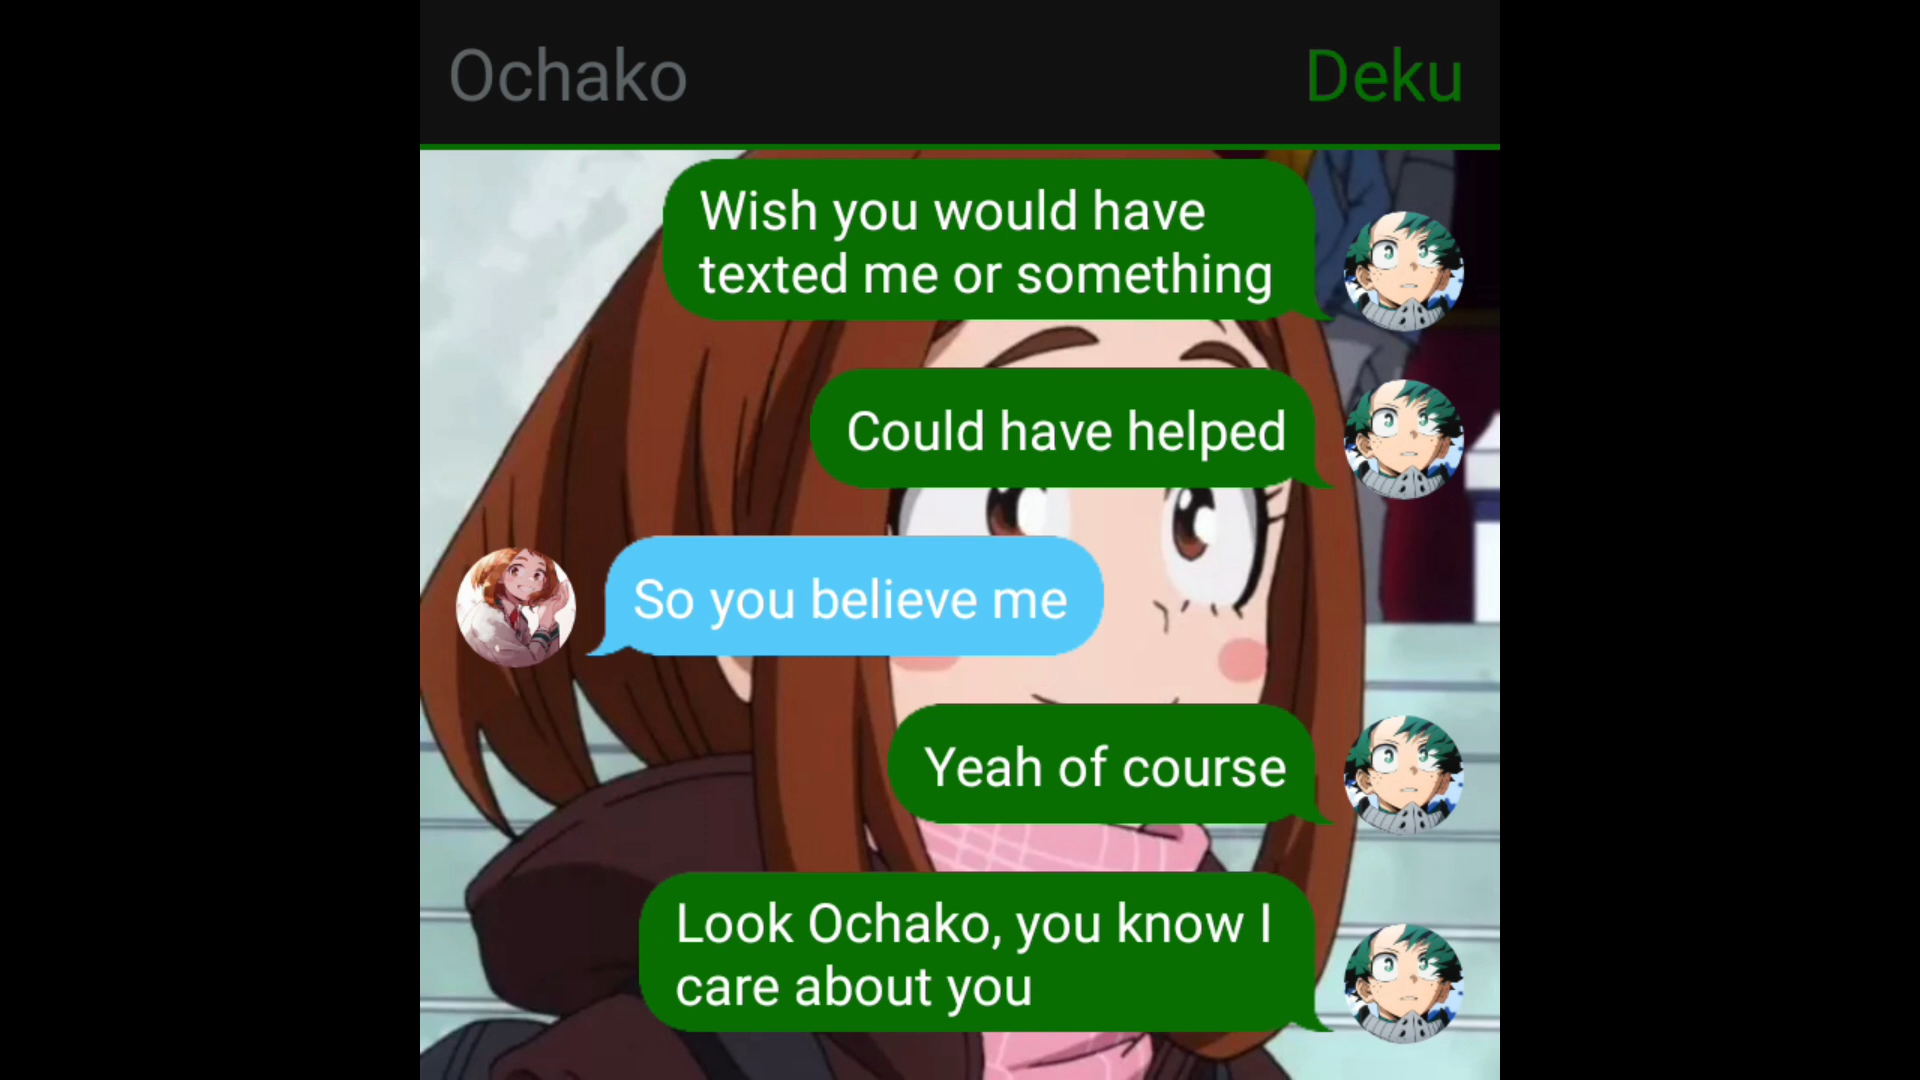 Ochako
Deku
Wish you would have
texted me or something
Could have helped
So you believe me
Yeah of course
Look Ochako, you know I
care about you